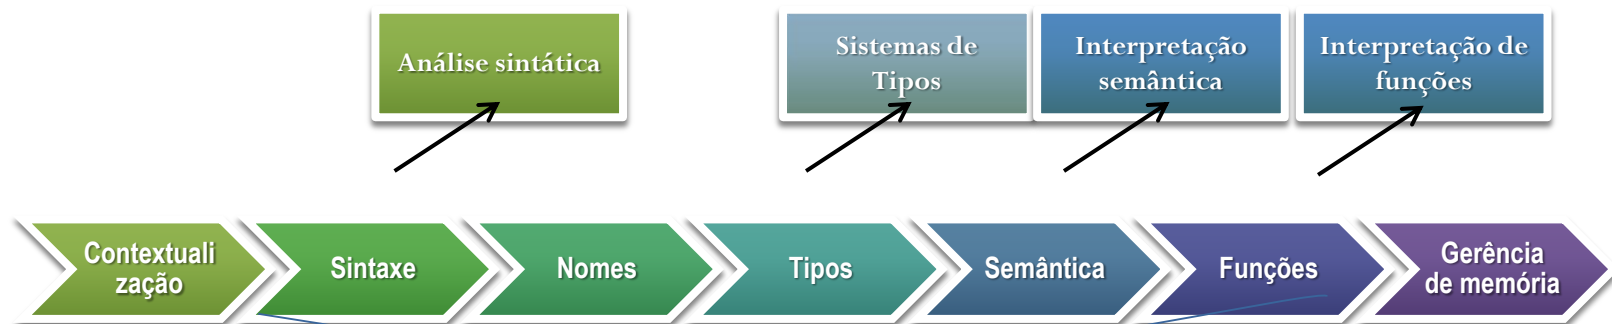 Análise sintática
Sistemas de
Tipos
Interpretação
semântica
Interpretação de
funções
Contextuali
zação
Sintaxe
Nomes
Tipos
Semântica
Funções
Gerência
de memória